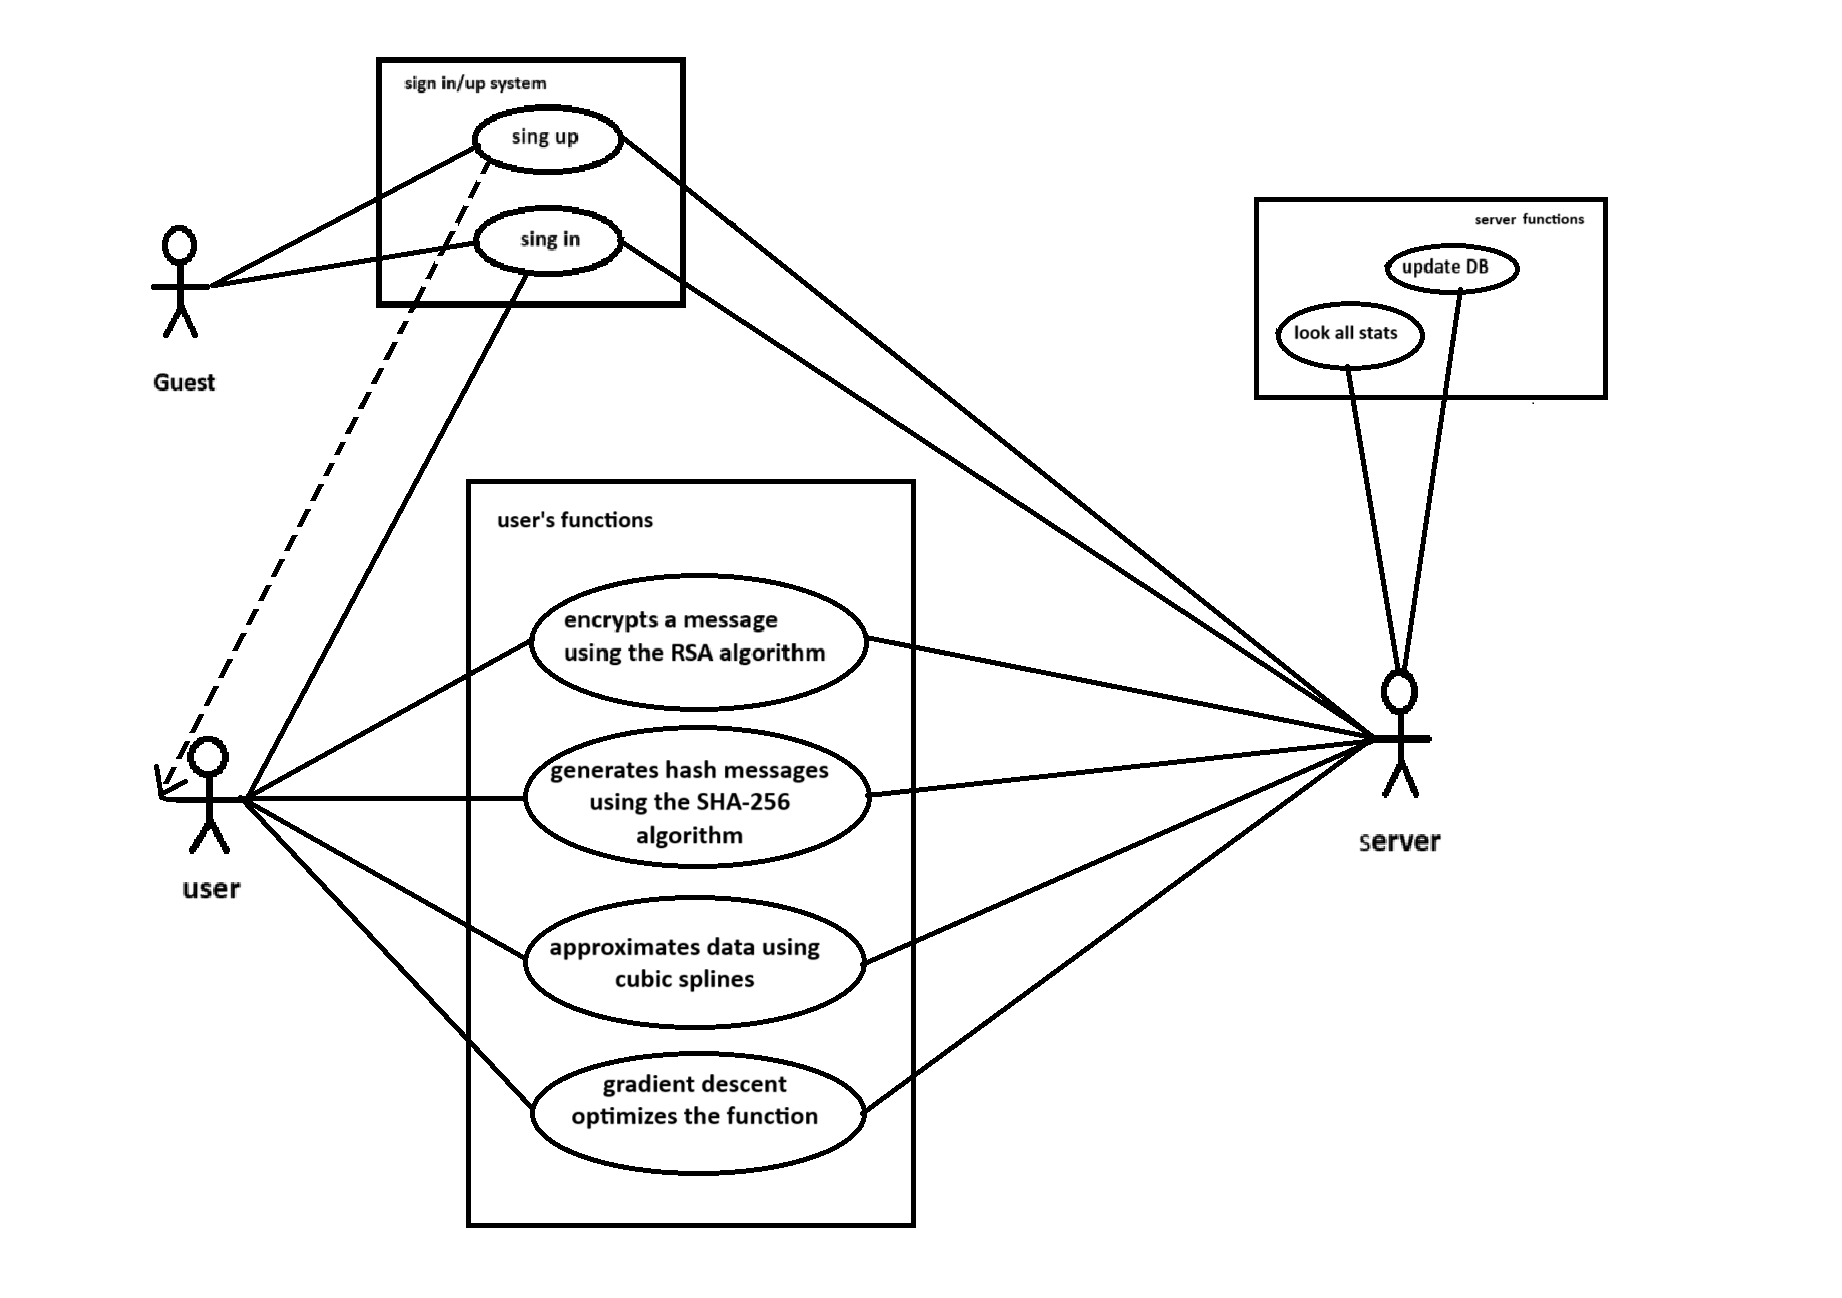 sign in/up system
sing up
sing in
Guest
server functions
update DB
look all stats
user's functions
encrypts a message
using the RSA algorithm
generates hash messages
using the SHA-256
algorithm
approximates data using
cubic splines
gradient descent
optimizes the function
user
server